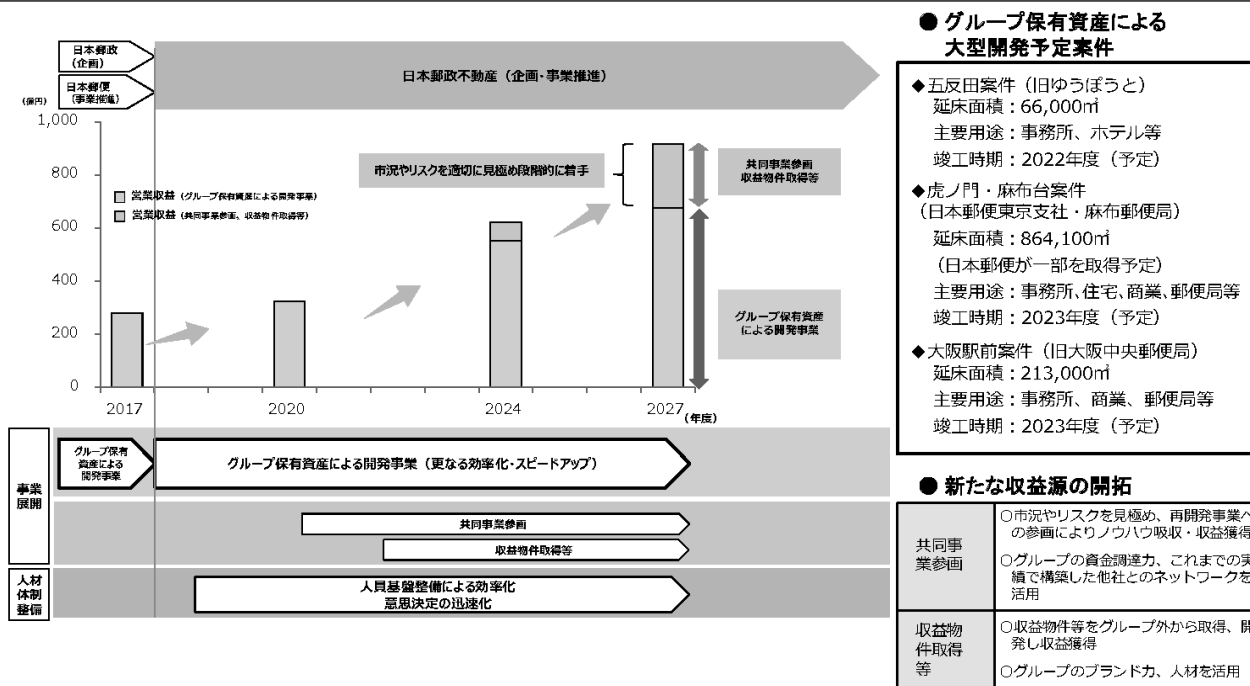 日本郵政
(企画)
日本郵便
(事業推進)
日本郵政不動産（企画・事業推進）
(億円)
1,000
800
600
400
200
0
営業収益（グループ保有資産による開発事業）
営業収益（共同事業参画、収益物件取得等）
市況やリスクを適切に見極め段階的に着手
共同事業参画
収益物件取得等
グループ保有資産
による開発事業
2017
2020
2024
2027
(年度)
事業
展開
グループ保有
資産による
開発事業
グループ保有資産による開発事業（更なる効率化・スピードアップ）
共同事業参画
収益物件取得等
人材
体制
整備
人員基盤整備による効率化
意思決定の迅速化
● グループ保有資産による
大型開発予定案件
◆五反田案件（旧ゆうぽうと）
延床面積：66,000㎡
主要用途：事務所、ホテル等
竣工時期：2022年度（予定）
◆虎ノ門・麻布台案件
（日本郵便東京支社・麻布郵便局）
延床面積：864,100㎡
（日本郵便が一部を取得予定）
主要用途：事務所、住宅、商業、郵便局等
竣工時期：2023年度（予定）
◆大阪駅前案件（旧大阪中央郵便局）
延床面積：213,000㎡
主要用途：事務所、商業、郵便局等
竣工時期：2023年度（予定）
● 新たな収益源の開拓
共同事
業参画
○市況やリスクを見極め、再開発事業へ
の参画によりノウハウ吸収・収益獲得
○グループの資金調達力、これまでの実
績で構築した他社とのネットワークを
活用
収益物
件取得
等
○収益物件等をグループ外から取得、開
発し収益獲得
○グループのブランド力、人材を活用